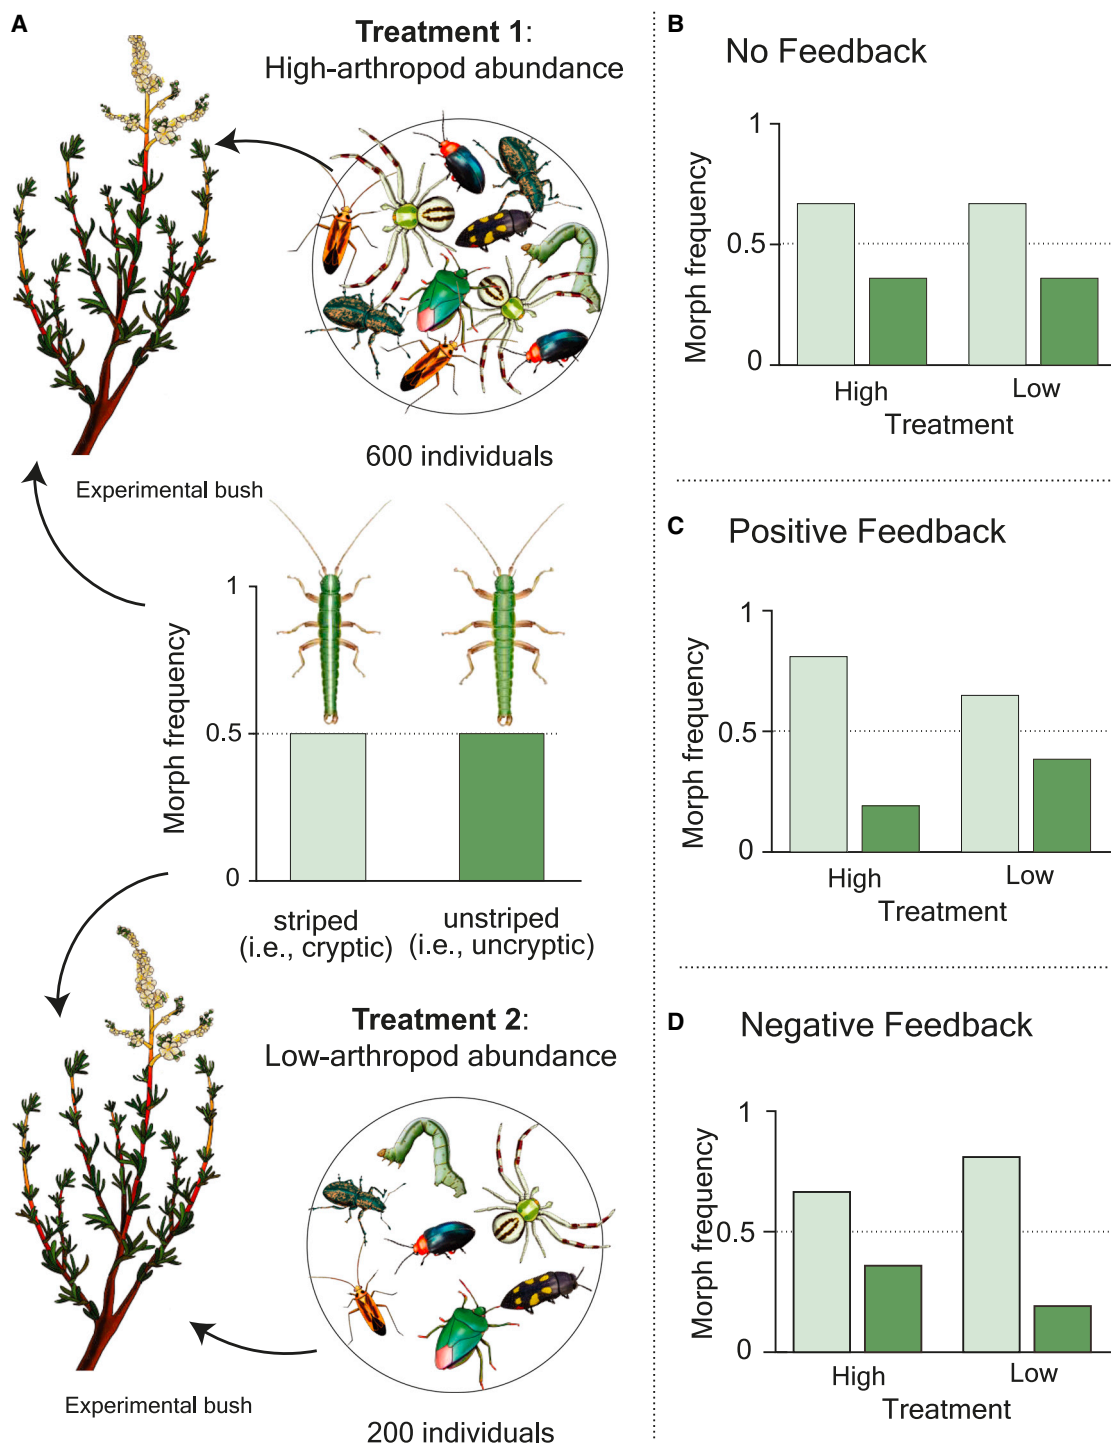 A
Treatment 1:
High-arthropod abundance
600 individuals
Experimental bush
1
0.5
0
Morph frequency
striped
(i.e., cryptic)
unstriped
(i.e., uncryptic)
Treatment 2:
Low-arthropod abundance
Experimental bush
200 individuals
B
No Feedback
1
0.5
0
Morph frequency
High
Low
Treatment
C
Positive Feedback
1
0.5
0
Morph frequency
High
Low
Treatment
D
Negative Feedback
1
0.5
0
Morph frequency
High
Low
Treatment